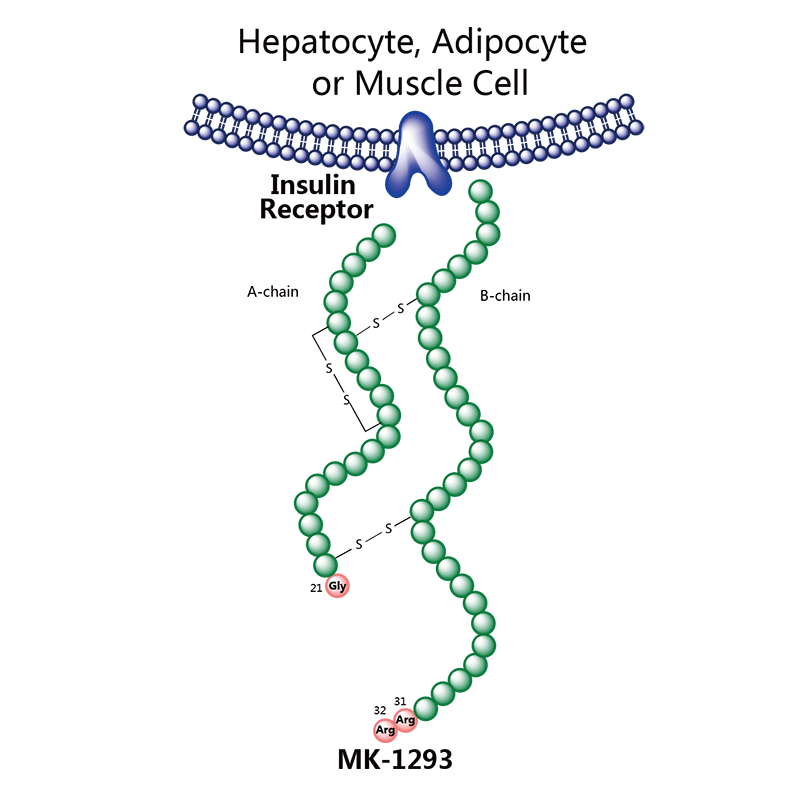 Hepatocyte, Adipocyte
or Muscle Cell
Insulin
Receptor
A-chain
B-chain
S
S
S
S
S
S
21
Gly
31
32
Arg
Arg
MK-1293